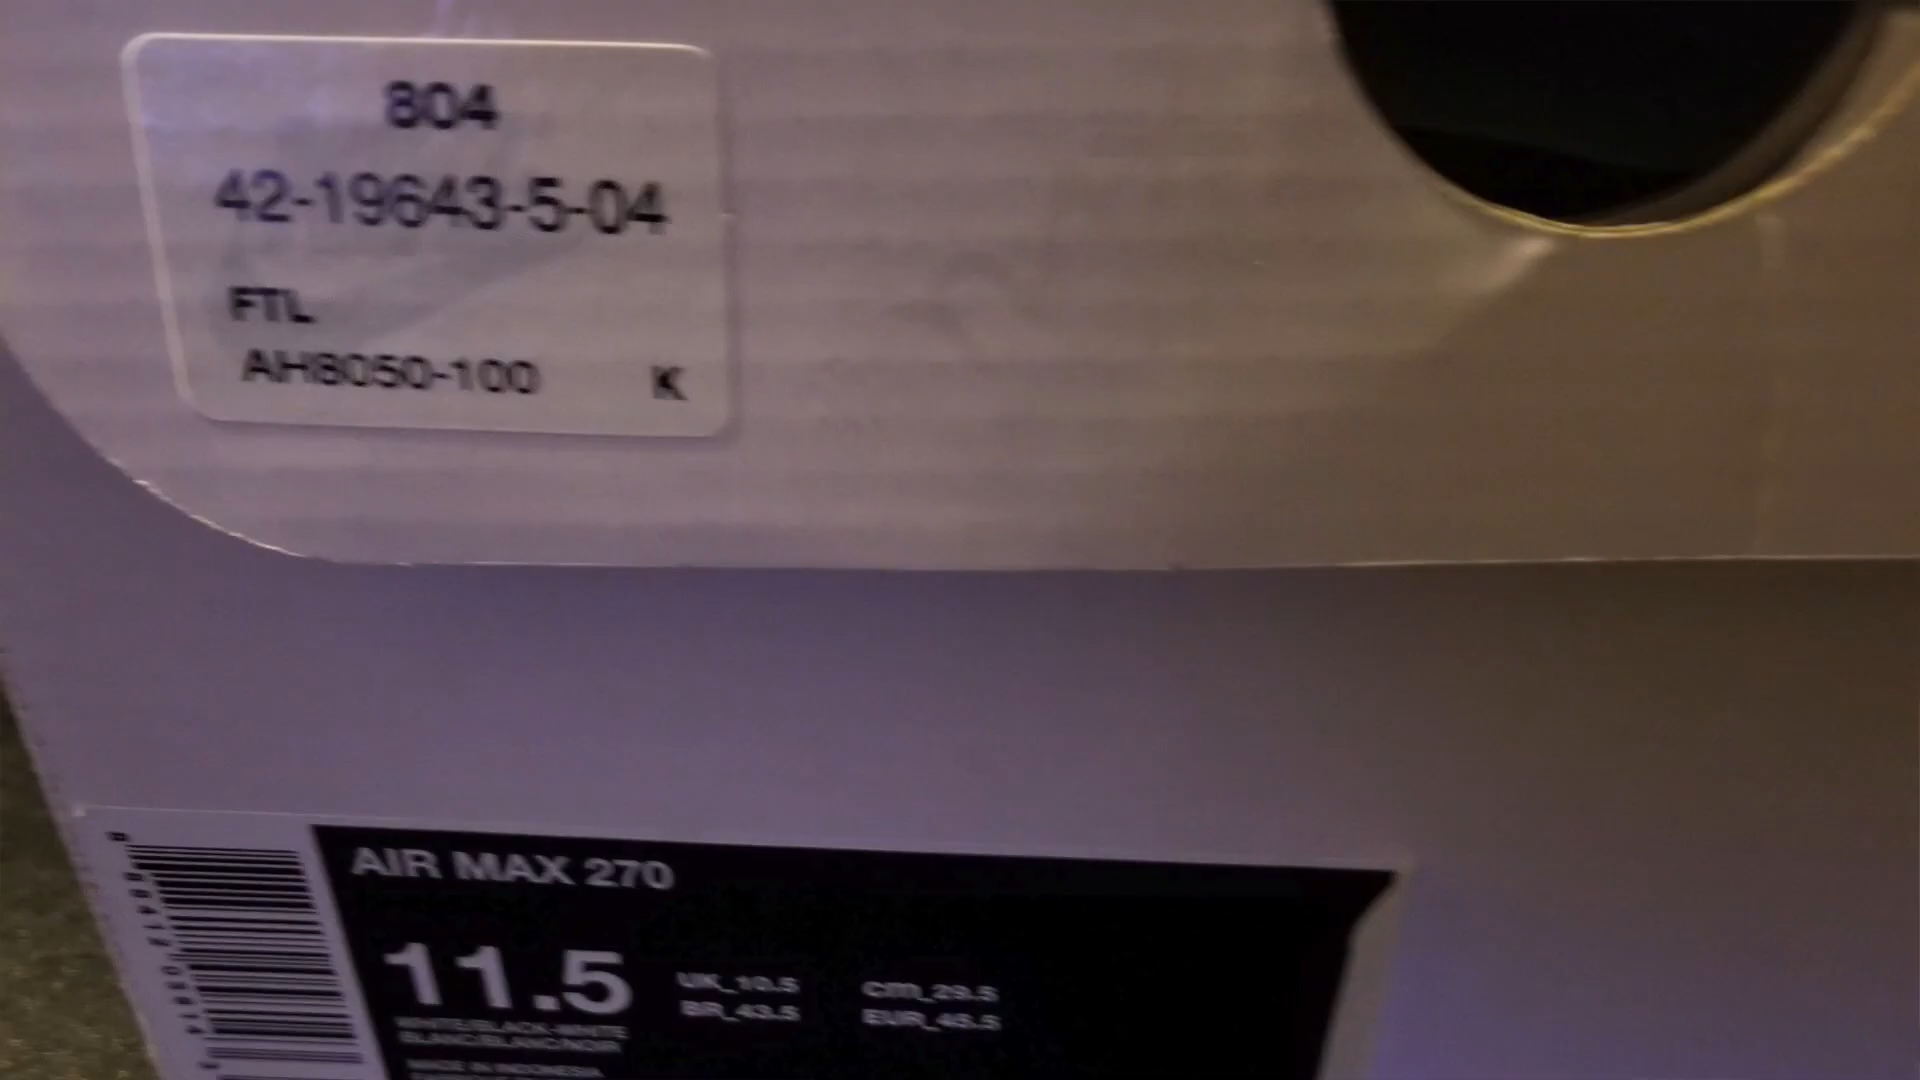 804
42-19643-5-04
FTL
AH8050-100 K
AIR MAX 270
11.5
UK_10.5 cm_29.5
BR_43.5 EUR_45.5
WHITE/BLACK-WHITE
BLANC/BLANC/NOIR
MADE IN INDONESIA